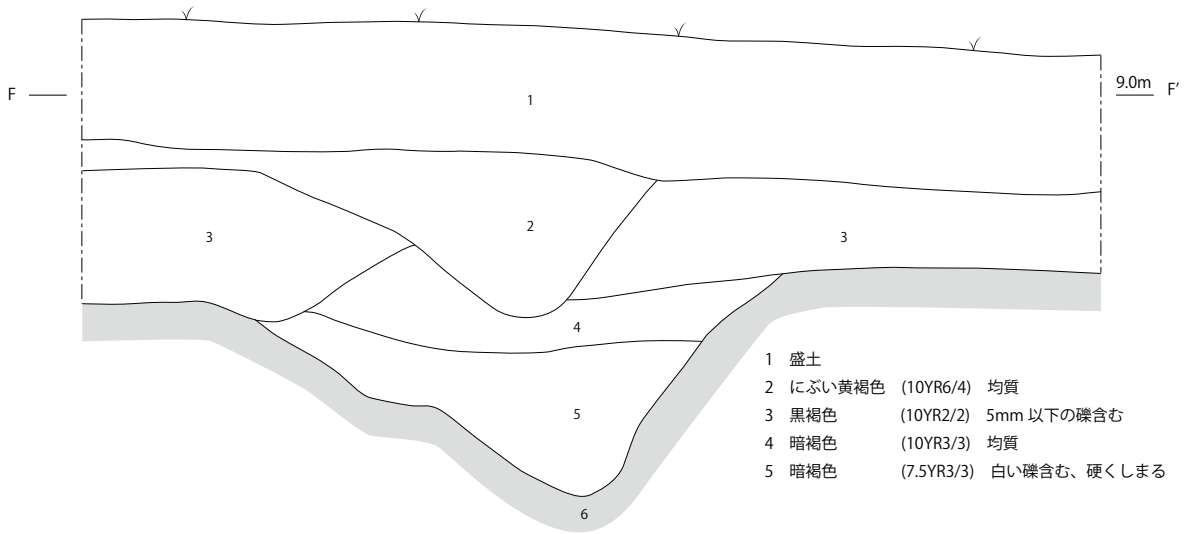 F
9.0m
F’
1
2
3
3
4
5
6
1 盛土
2 にぶい黄褐色 (10YR6/4) 均質
3 黒褐色 (10YR2/2) 5mm 以下の礫含む
4 暗褐色 (10YR3/3) 均質
5 暗褐色 (7.5YR3/3) 白い礫含む、硬くしまる